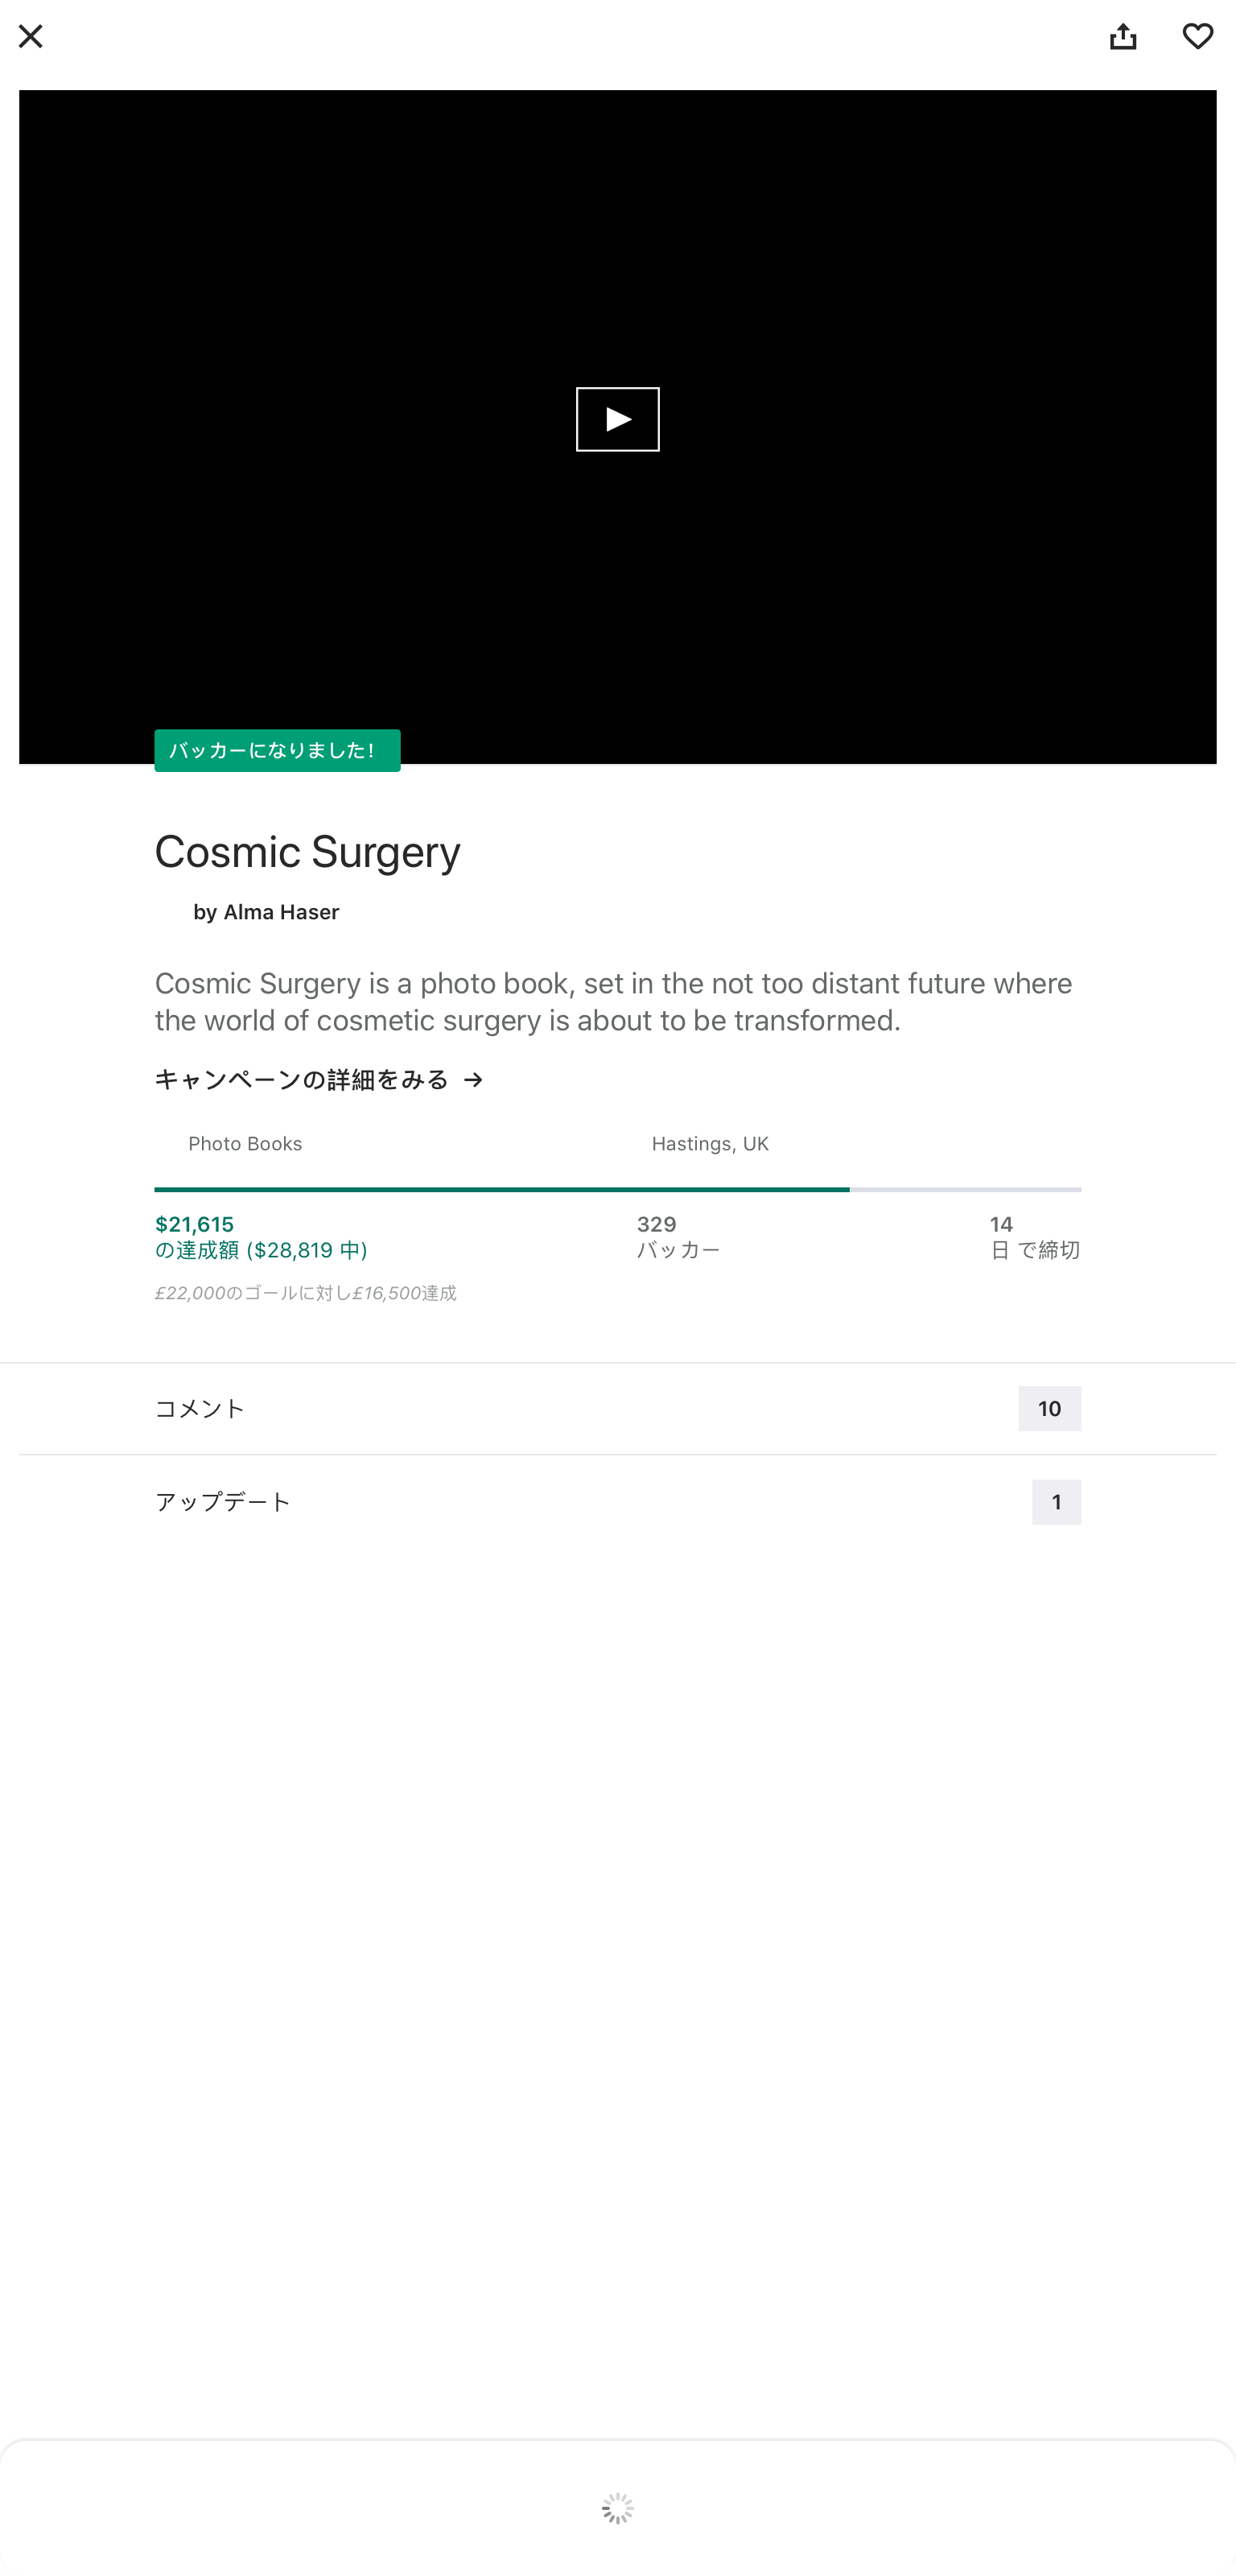 バッカーになりました!
Cosmic Surgery
by Alma Haser
Cosmic Surgery is a photo book, set in the not too distant future where
the world of cosmetic surgery is about to be transformed.
キャンペーンの詳細をみる →
Photo Books
Hastings, UK
$21,615
の達成額 ($28,819 中)
329
バッカー
14
日 で締切
£22,000のゴールに対し£16,500達成
コメント
10
アップデート
1